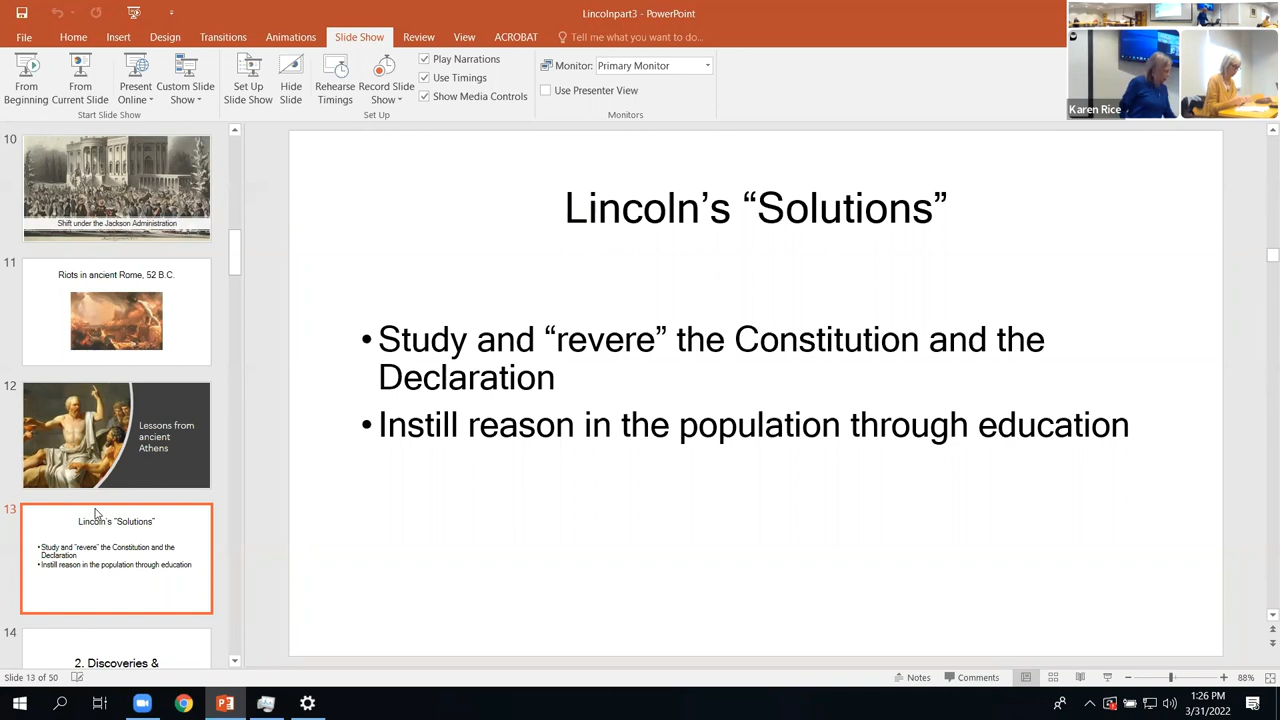 Lincolnpart3 - PowerPoint
File Home Insert Design Transitions Animations Slide Show Review View ACROBAT Tell me what you want to do...
From Beginning
From Current Slide
Present Online
Custom Slide Show
Start Slide Show
Set Up Slide Show
Hide Slide
Rehearse Timings
Record Slide Show
Play Narrations
Use Timings
Show Media Controls
Set Up
Monitor: Primary Monitor
Use Presenter View
Monitors
Karen Rice
10
Shift under the Jackson Administration
11
Riots in ancient Rome, 52 B.C.
12
Lessons from
ancient
Athens
13
Lincoln's "Solutions"
•Study and "revere" the Constitution and the
Declaration
•Instill reason in the population through education
14
2. Discoveries &
Lincoln’s “Solutions”
•Study and “revere” the Constitution and the
Declaration
•Instill reason in the population through education
Slide 13 of 50
Notes Comments 88%
1:26 PM
3/31/2022